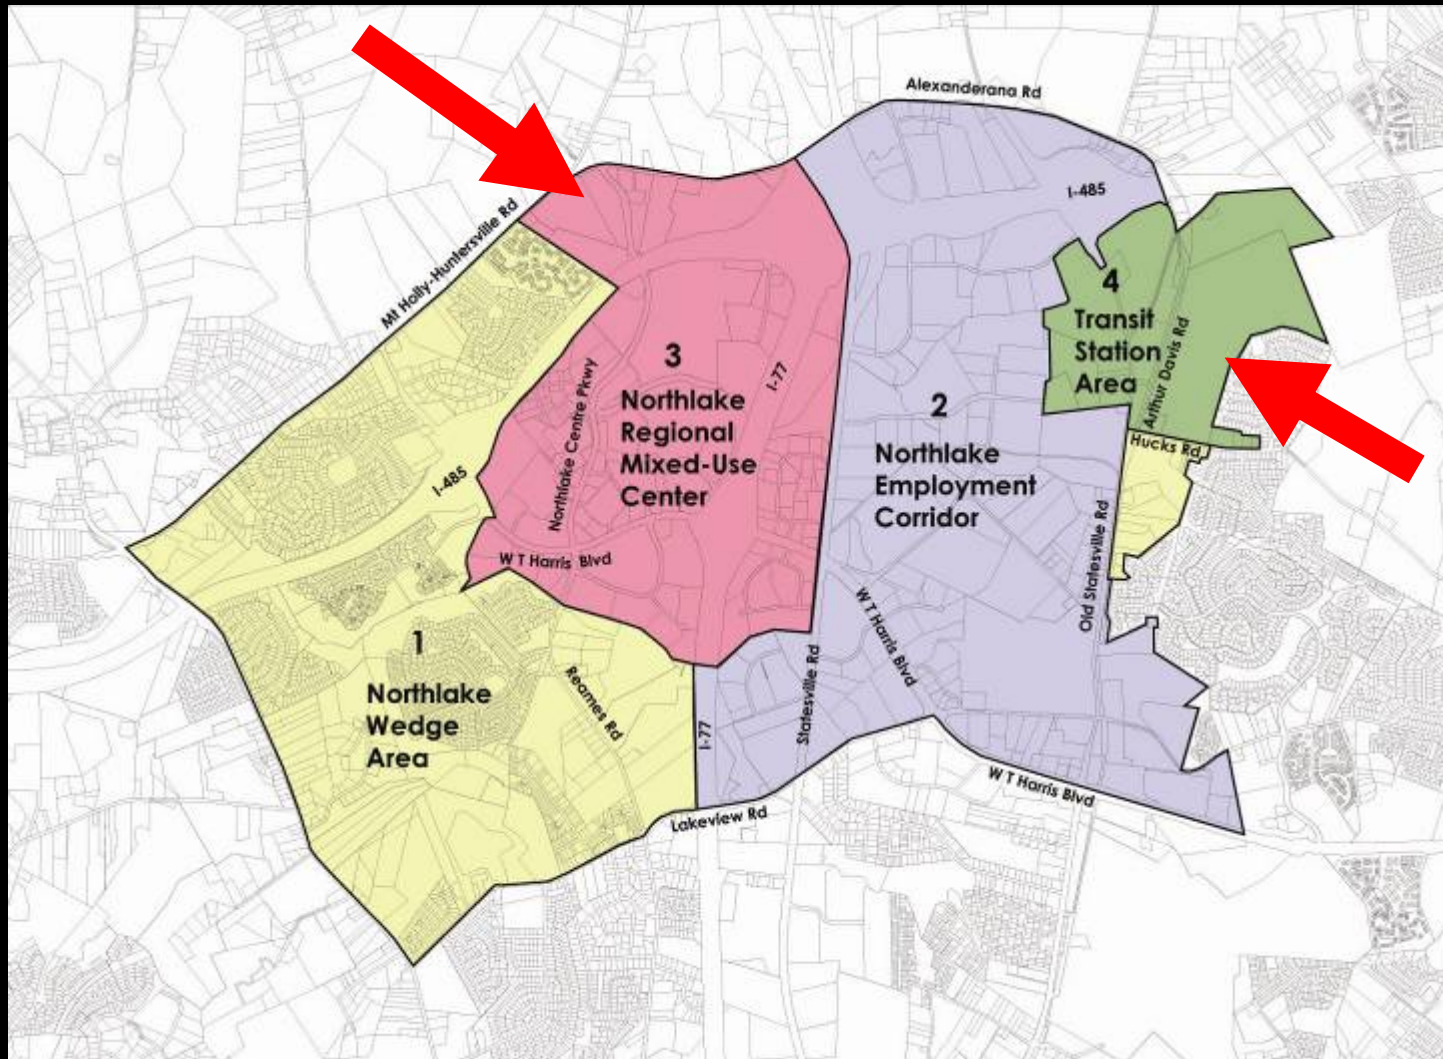 Alexanderana Rd
I-485
Mt Holly-Huntersville Rd
4
Transit
Station
Area
Arthur Davis Rd
3
Northlake
Regional
Mixed-Use
Center
I-77
Northlake Centre Pkwy
2
Northlake
Employment
Corridor
Hucks Rd
I-485
W T Harris Blvd
Old Statesville Rd
W T Harris Blvd
1
Northlake
Wedge
Area
Reames Rd
I-77
Statesville Rd
W T Harris Blvd
Lakeview Rd